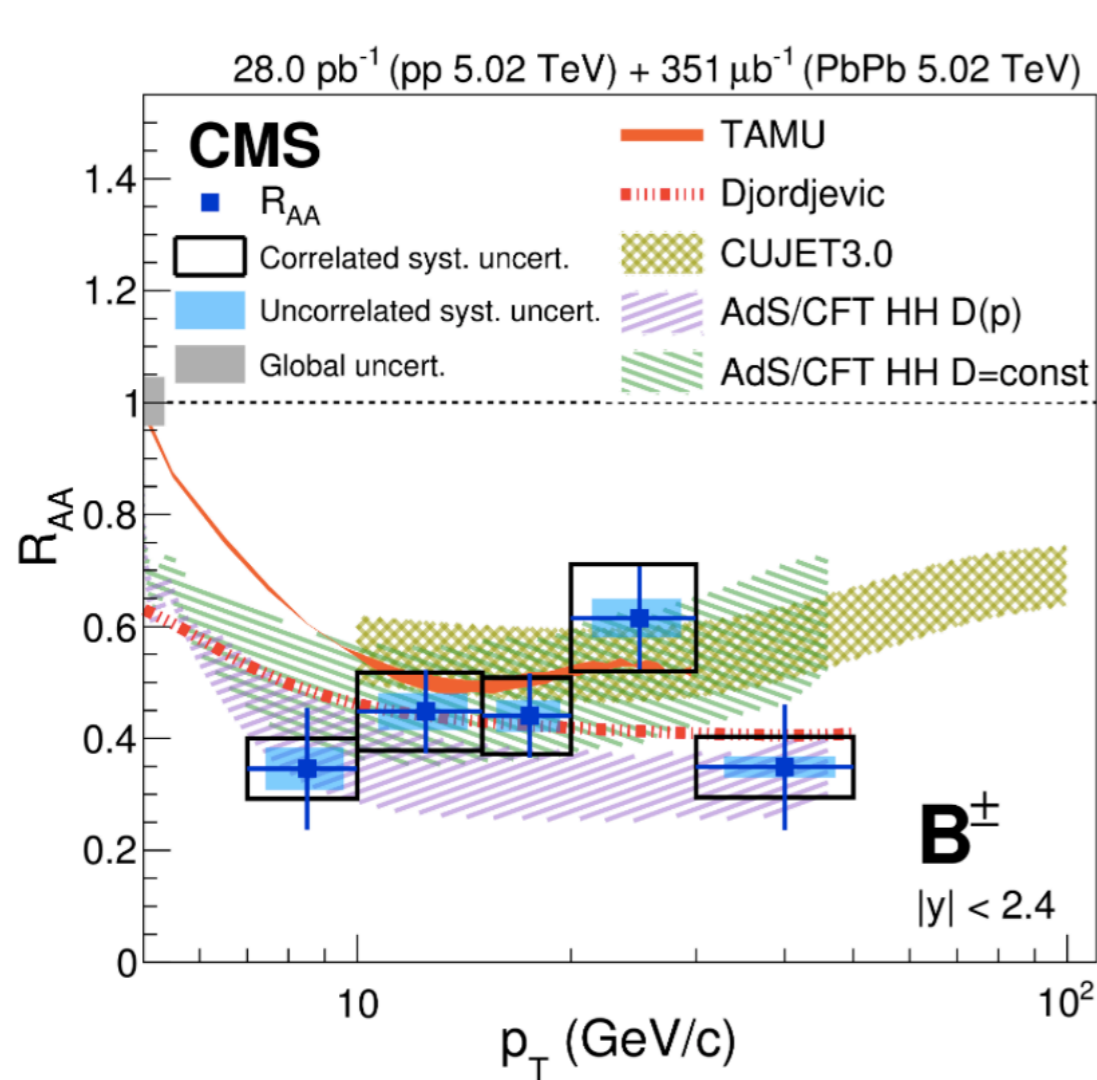 28.0 pb⁻¹ (pp 5.02 TeV) + 351 μb⁻¹ (PbPb 5.02 TeV)
CMS
R_AA
Correlated syst. uncert.
Uncorrelated syst. uncert.
Global uncert.
TAMU
Djordjevic
CUJET3.0
AdS/CFT HH D(p)
AdS/CFT HH D=const
R_AA
1.4
1.2
1
0.8
0.6
0.4
0.2
0
B±
|y| < 2.4
10
10²
p_T (GeV/c)